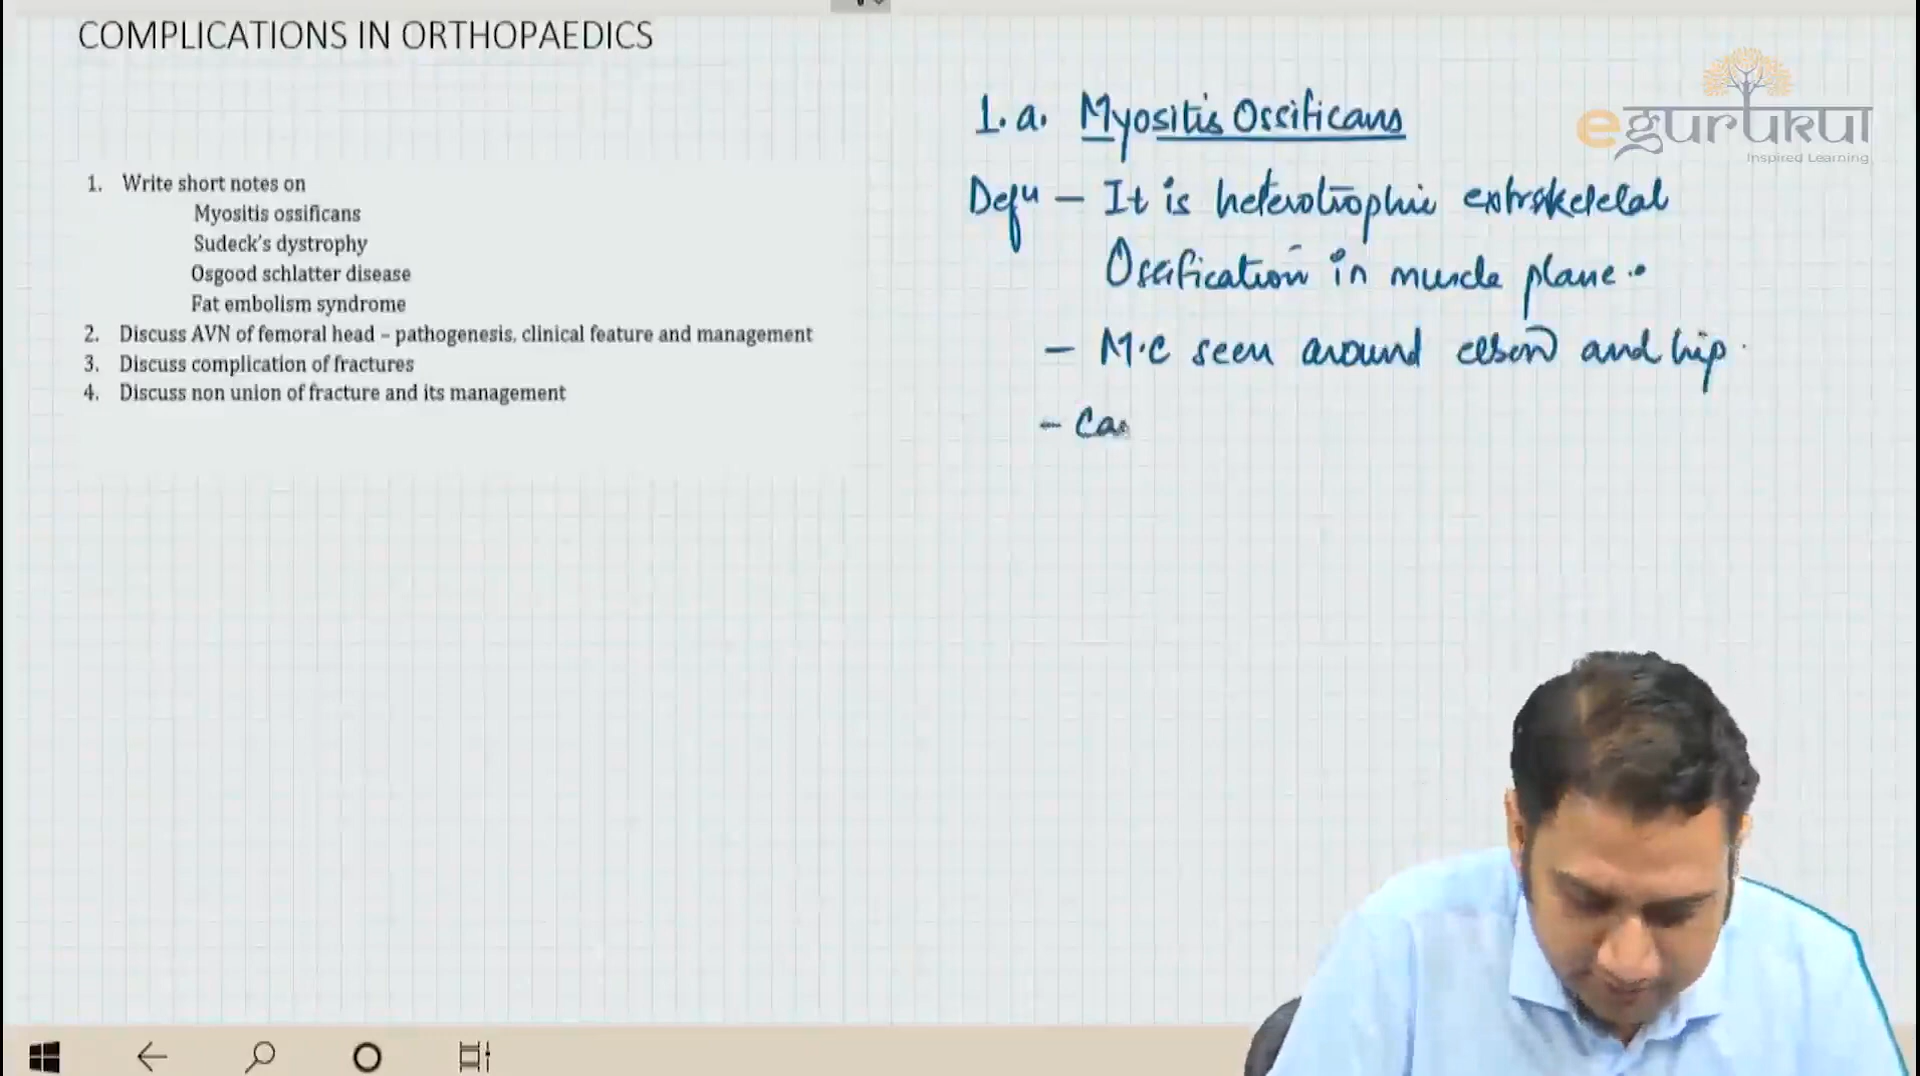 COMPLICATIONS IN ORTHOPAEDICS
1. Write short notes on
Myositis ossificans
Sudeck's dystrophy
Osgood schlatter disease
Fat embolism syndrome
2. Discuss AVN of femoral head – pathogenesis, clinical feature and management
3. Discuss complication of fractures
4. Discuss non union of fracture and its management
1. a. Myositis Ossificans
Defn – It is heterotrophic extraskeletal
Ossification in muscle plane.
– M.C seen around elbow and hip.
– Cau
egurukul
Inspired Learning